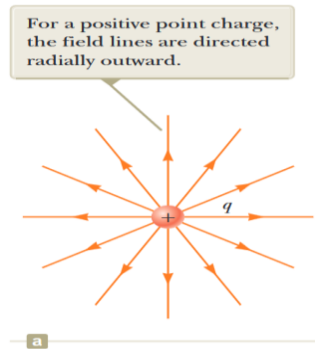 For a positive point charge,
the field lines are directed
radially outward.
q
+
a